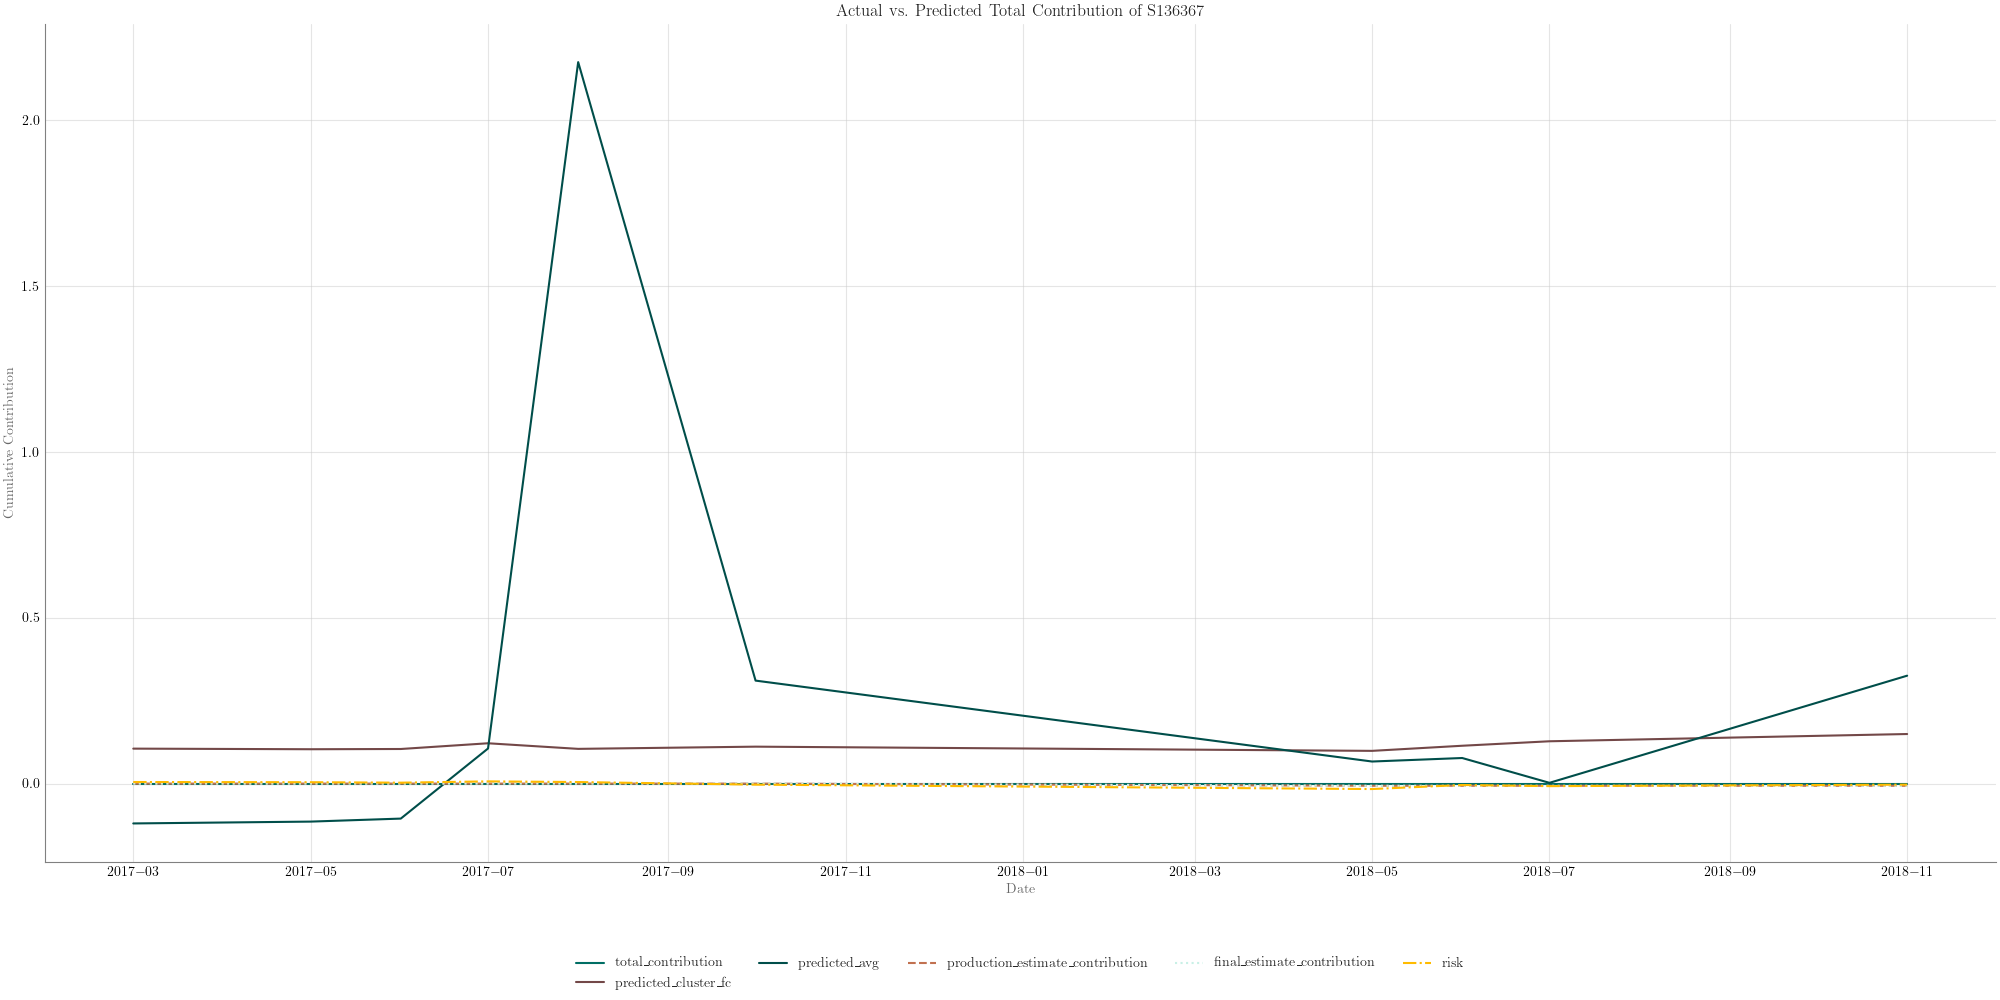 Actual vs. Predicted Total Contribution of S136367
Cumulative Contribution
2.0
1.5
1.0
0.5
0.0
2017−03 2017−05 2017−07 2017−09 2017−11 2018−01 2018−03 2018−05 2018−07 2018−09 2018−11
Date
total_contribution predicted_avg production_estimate_contribution final_estimate_contribution risk
predicted_cluster_fc